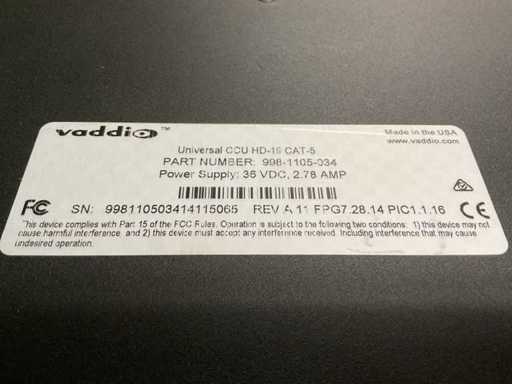 vaddio™
Made in the USA
www.vaddio.com
Universal CCU HD-19 CAT-5
PART NUMBER: 998-1105-034
Power Supply: 36 VDC, 2.78 AMP
FC SN: 998110503414115065 REV A 11 FPG7.28.14 PIC1.1.16 CE
This device complies with Part 15 of the FCC Rules. Operation is subject to the following two conditions: 1) this device may not
cause harmful interference, and 2) this device must accept any interference received. Including interference that may cause
undesired operation.